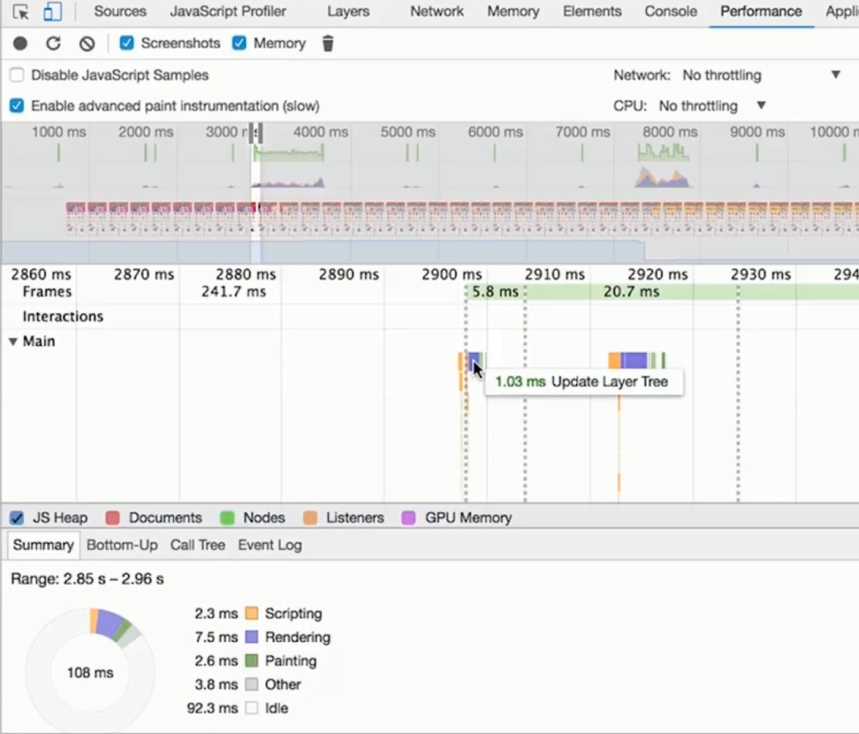 Sources JavaScript Profiler Layers Network Memory Elements Console Performance Appli
Screenshots Memory
Disable JavaScript Samples Network: No throttling
Enable advanced paint instrumentation (slow) CPU: No throttling
1000 ms 2000 ms 3000 ms 4000 ms 5000 ms 6000 ms 7000 ms 8000 ms 9000 ms 10000 m
2860 ms 2870 ms 2880 ms 2890 ms 2900 ms 2910 ms 2920 ms 2930 ms 294
Frames 241.7 ms 5.8 ms 20.7 ms
Interactions
Main
1.03 ms Update Layer Tree
JS Heap Documents Nodes Listeners GPU Memory
Summary Bottom-Up Call Tree Event Log
Range: 2.85 s – 2.96 s
2.3 ms Scripting
7.5 ms Rendering
2.6 ms Painting
108 ms
3.8 ms Other
92.3 ms Idle